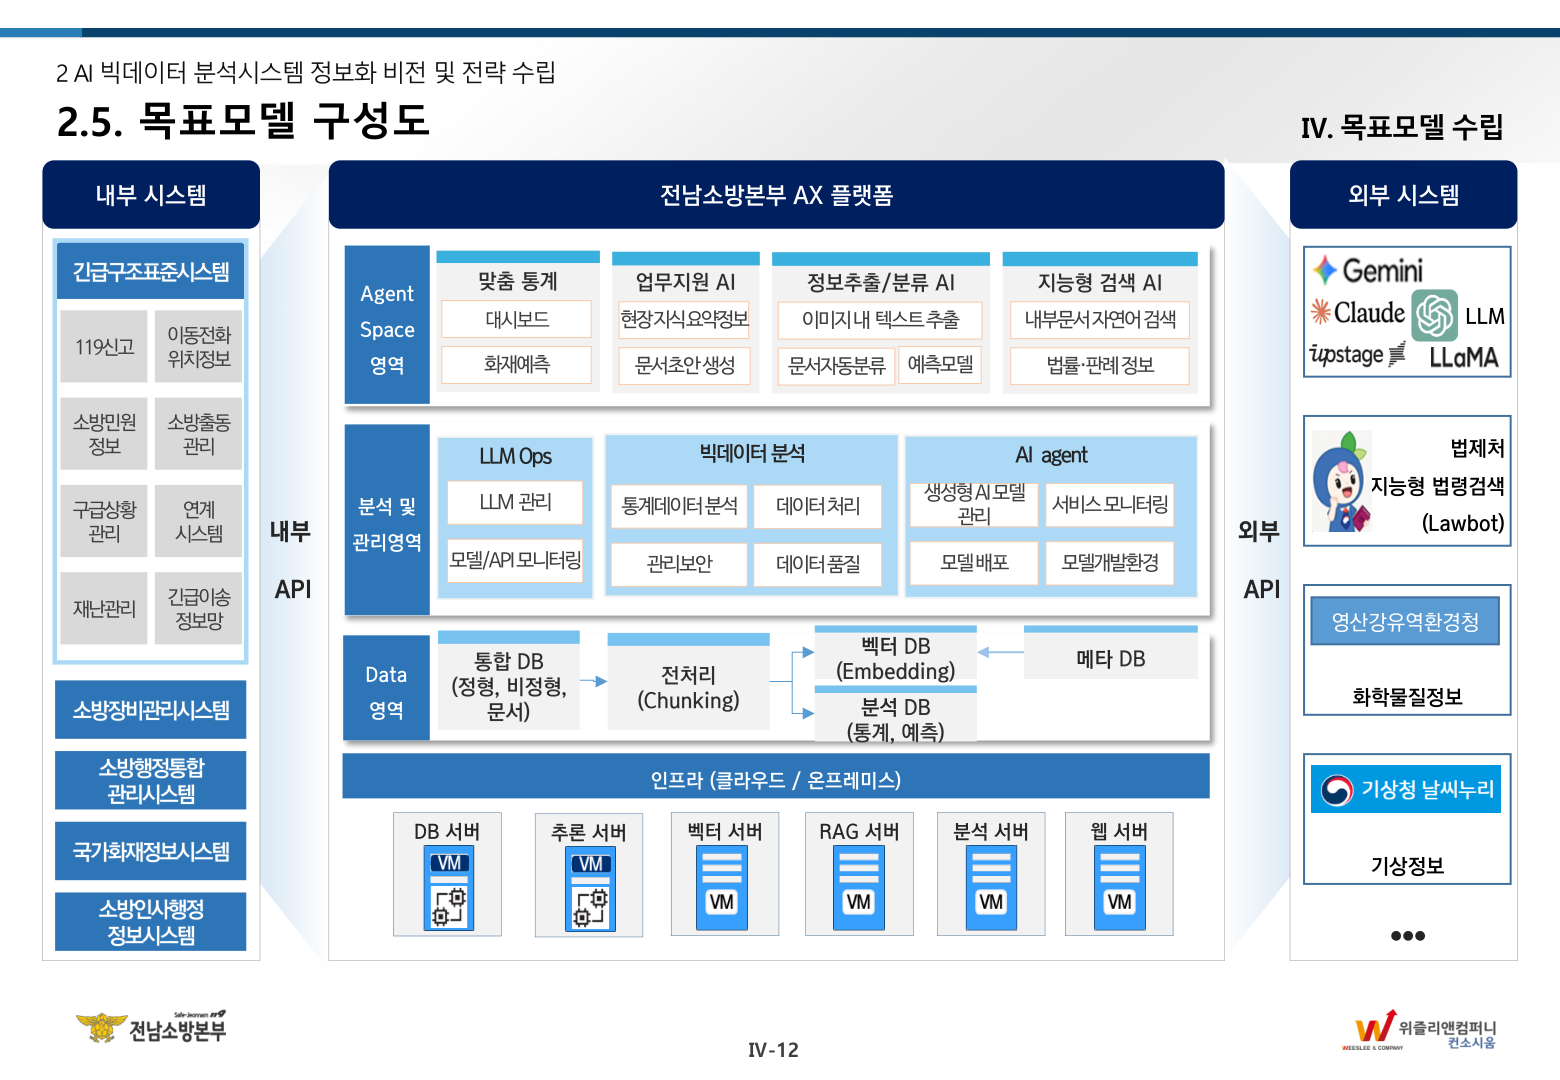 2 AI 빅데이터 분석시스템 정보화 비전 및 전략 수립
2.5. 목표모델 구성도
Ⅳ. 목표모델 수립
내부 시스템
긴급구조표준시스템
119신고
이동전화
위치정보
소방민원
정보
소방출동
관리
구급상황
관리
연계
시스템
재난관리
긴급이송
정보망
소방장비관리시스템
소방행정통합
관리시스템
국가화재정보시스템
소방인사행정
정보시스템
내부
API
전남소방본부 AX 플랫폼
Agent
Space
영역
맞춤 통계
대시보드
화재예측
업무지원 AI
현장지식요약정보
문서초안 생성
정보추출/분류 AI
이미지 내 텍스트 추출
문서자동분류
예측모델
지능형 검색 AI
내부문서 자연어 검색
법률·판례 정보
분석 및
관리영역
LLM Ops
LLM 관리
모델/API 모니터링
빅데이터 분석
통계데이터 분석
데이터 처리
관리보안
데이터 품질
AI agent
생성형 AI 모델
관리
서비스 모니터링
모델 배포
모델개발환경
Data
영역
통합 DB
(정형, 비정형,
문서)
전처리
(Chunking)
벡터 DB
(Embedding)
분석 DB
(통계, 예측)
메타 DB
인프라 (클라우드 / 온프레미스)
DB 서버
VM
추론 서버
VM
벡터 서버
VM
RAG 서버
VM
분석 서버
VM
웹 서버
VM
외부
API
외부 시스템
Gemini
Claude
LLM
upstage
LLaMA
법제처
지능형 법령검색
(Lawbot)
영산강유역환경청
화학물질정보
기상청 날씨누리
기상정보
•••
Safe-Jeonnam 119
전남소방본부
Ⅳ-12
WEESLEE & COMPANY
위즐리앤컴퍼니
컨소시움